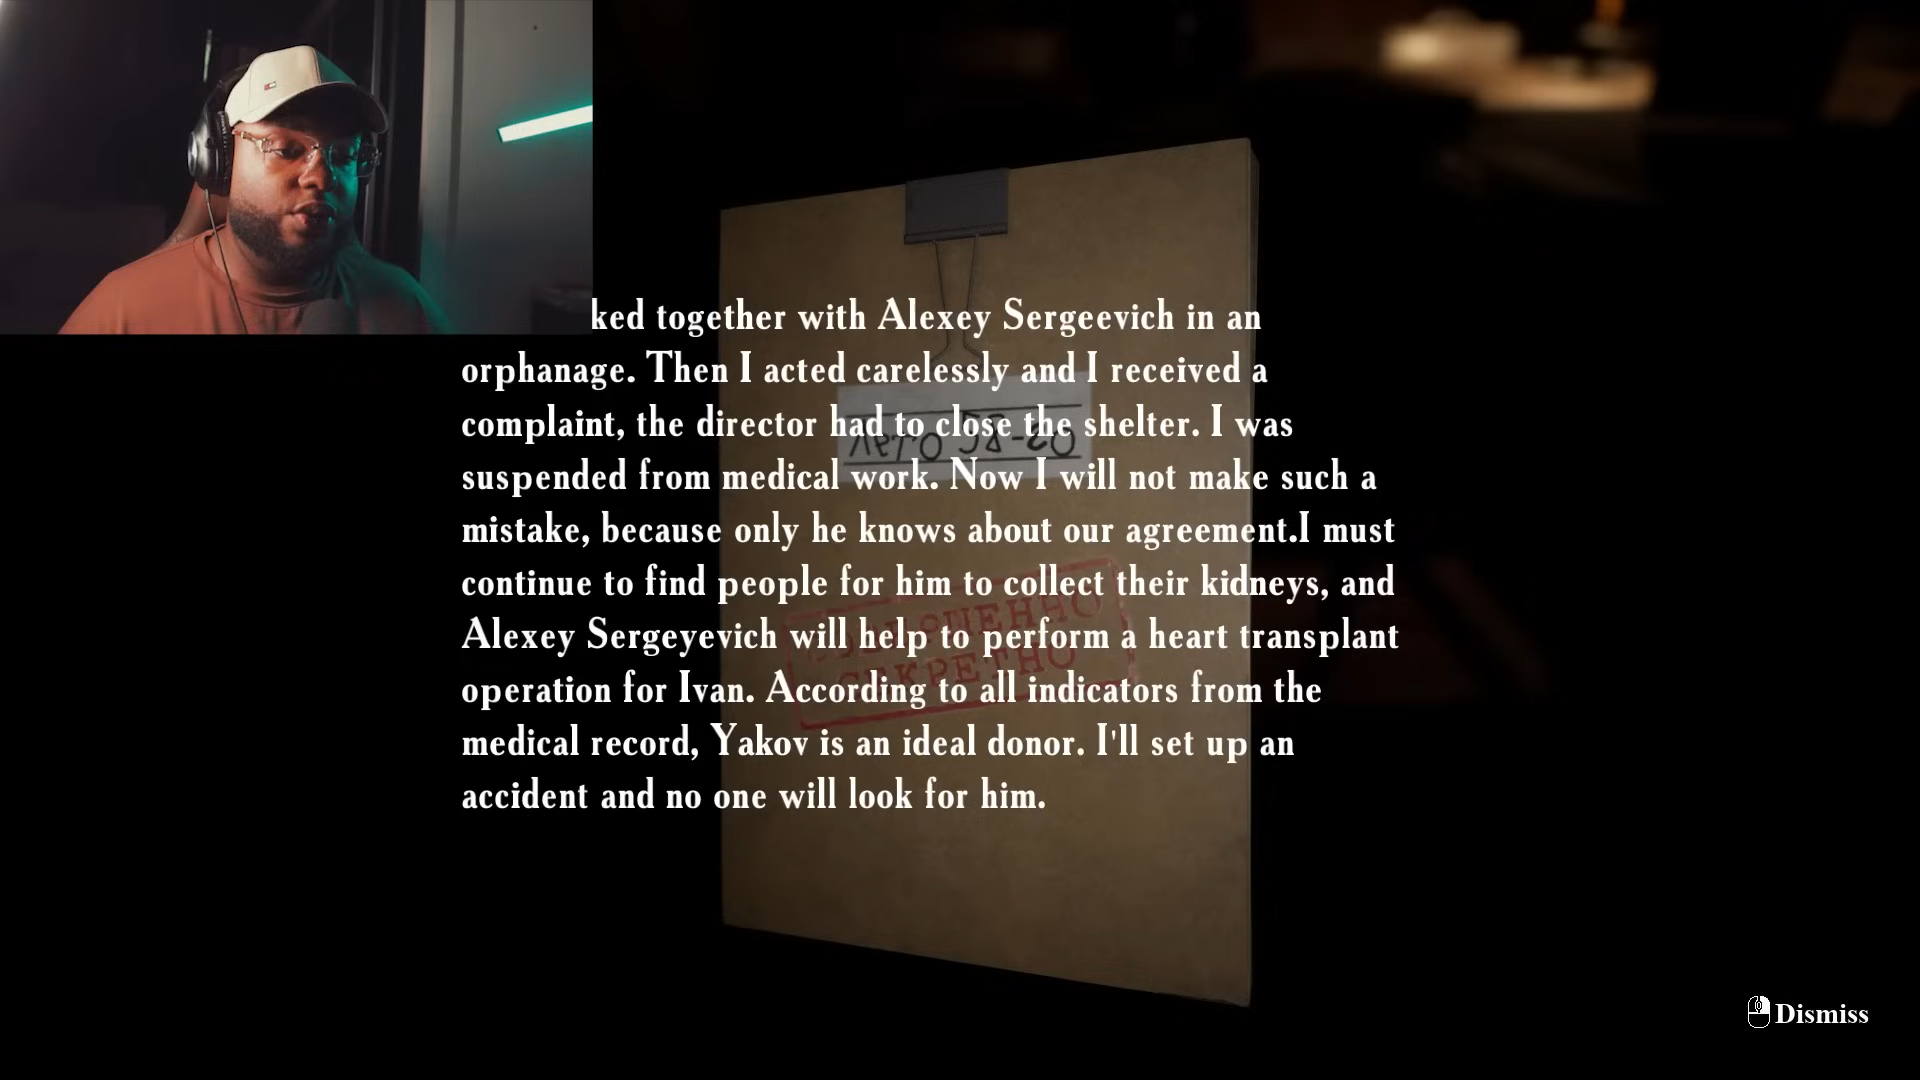 ked together with Alexey Sergeevich in an
orphanage. Then I acted carelessly and I received a
complaint, the director had to close the shelter. I was
suspended from medical work. Now I will not make such a
mistake, because only he knows about our agreement.I must
continue to find people for him to collect their kidneys, and
Alexey Sergeyevich will help to perform a heart transplant
operation for Ivan. According to all indicators from the
medical record, Yakov is an ideal donor. I'll set up an
accident and no one will look for him.
СЕКРЕТНО
Dismiss